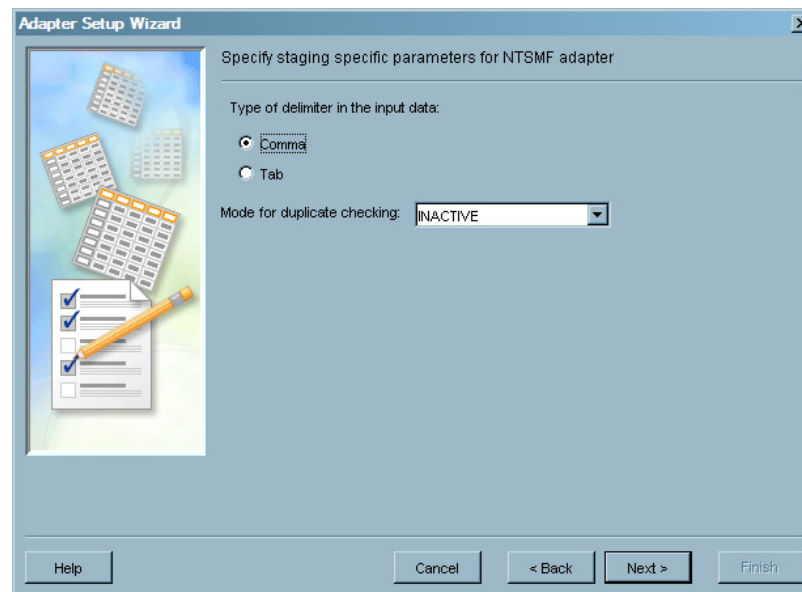 Adapter Setup Wizard
Specify staging specific parameters for NTSMF adapter
Type of delimiter in the input data:
Comma
Tab
Mode for duplicate checking: INACTIVE
Help Cancel < Back Next > Finish